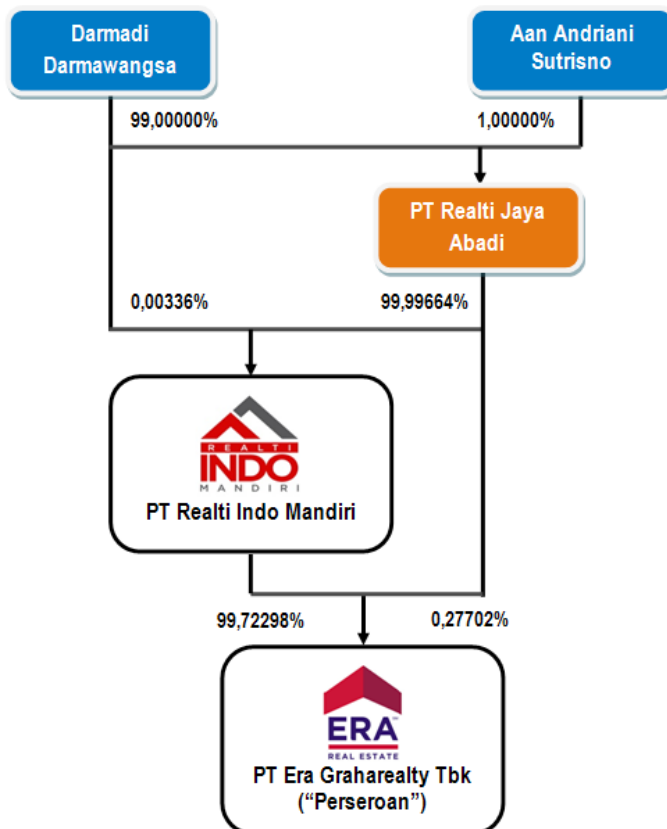 Darmadi
Darmawangsa
Aan Andriani
Sutrisno
99,00000%
1,00000%
PT Realti Jaya
Abadi
0,00336%
99,99664%
REALTI
INDO
MANDIRI
PT Realti Indo Mandiri
99,72298%
0,27702%
ERA
REAL ESTATE
PT Era Graharealty Tbk
(“Perseroan”)